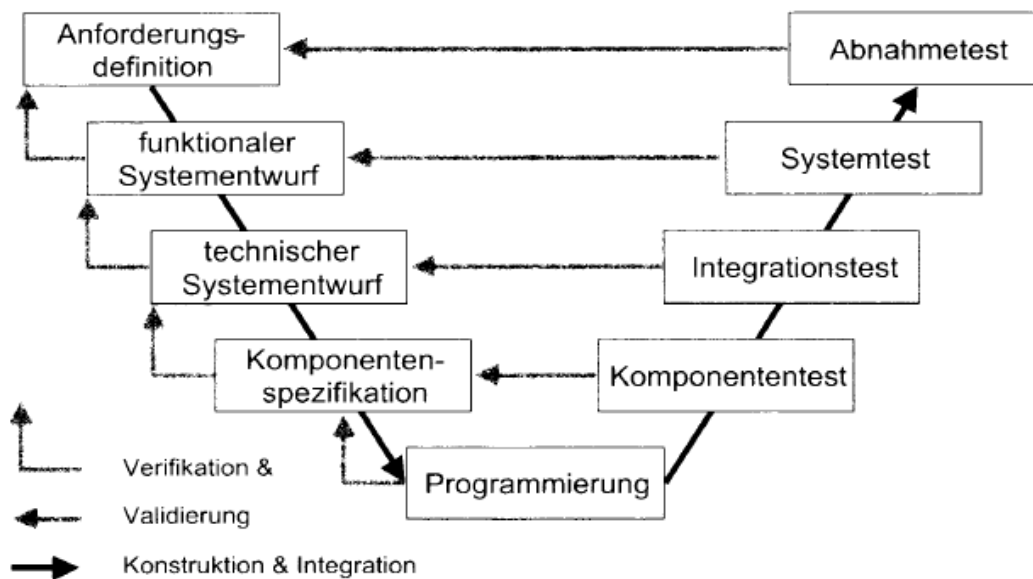 Anforderungs-
definition
Abnahmetest
funktionaler
Systementwurf
Systemtest
technischer
Systementwurf
Integrationstest
Komponenten-
spezifikation
Komponententest
Programmierung
Verifikation &
Validierung
Konstruktion & Integration